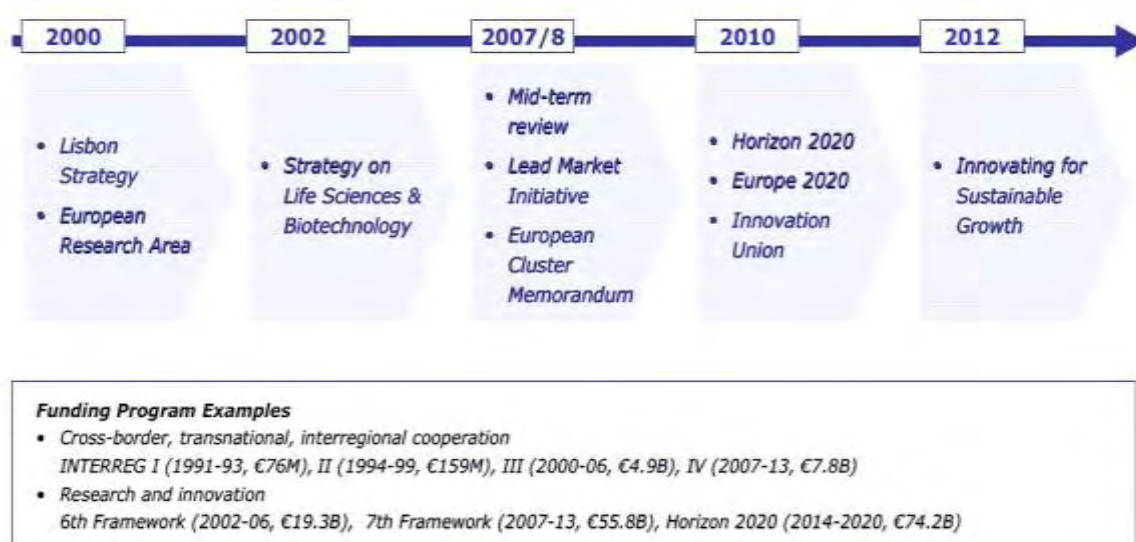 2000
2002
2007/8
2010
2012
• Lisbon
Strategy
• European
Research Area
• Strategy on
Life Sciences &
Biotechnology
• Mid-term
review
• Lead Market
Initiative
• European
Cluster
Memorandum
• Horizon 2020
• Europe 2020
• Innovation
Union
• Innovating for
Sustainable
Growth
Funding Program Examples
• Cross-border, transnational, interregional cooperation
INTERREG I (1991-93, €76M), II (1994-99, €159M), III (2000-06, €4.9B), IV (2007-13, €7.8B)
• Research and innovation
6th Framework (2002-06, €19.3B), 7th Framework (2007-13, €55.8B), Horizon 2020 (2014-2020, €74.2B)